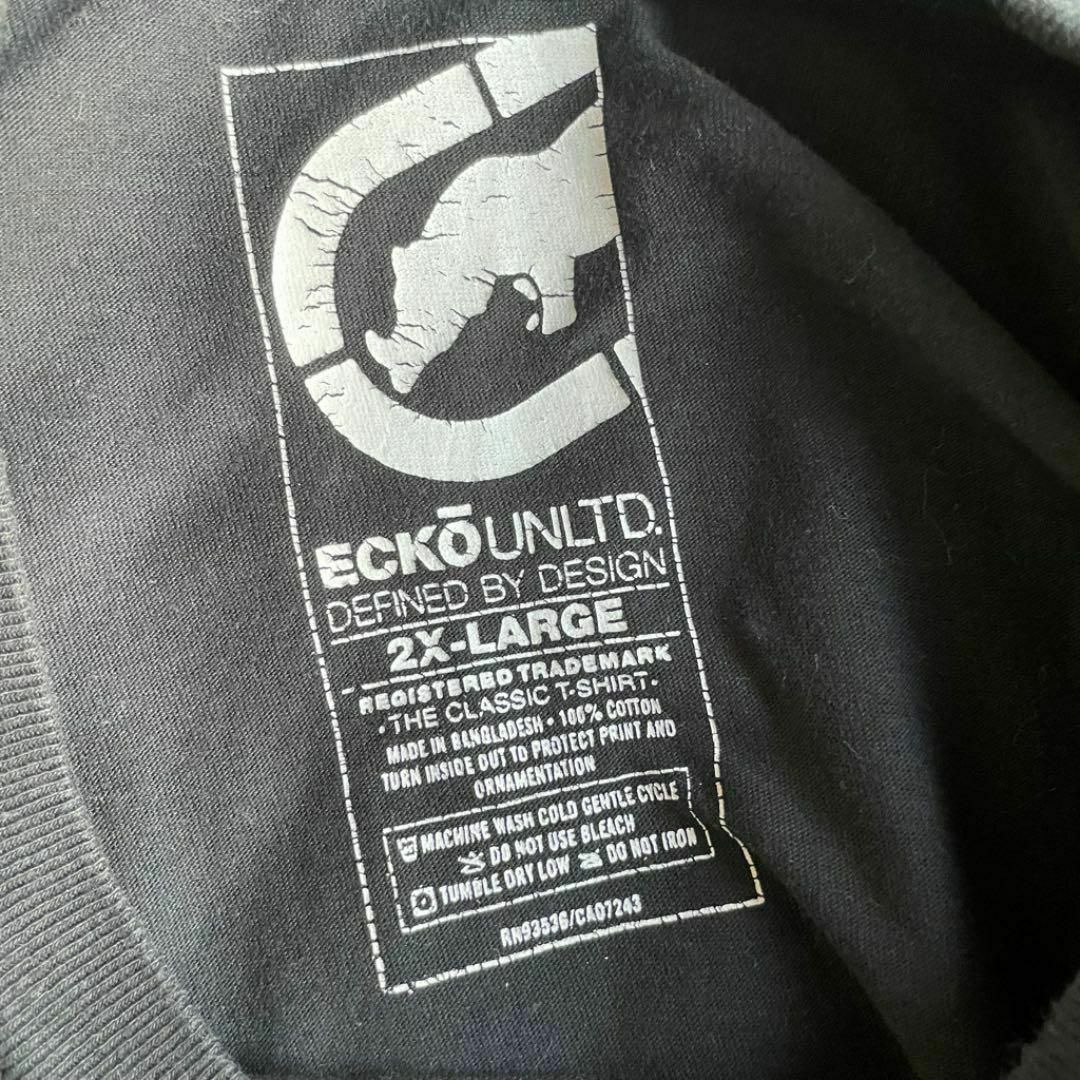 ECKŌUNLTD.
DEFINED BY DESIGN
2X-LARGE
REGISTERED TRADEMARK
•THE CLASSIC T-SHIRT•
MADE IN BANGLADESH • 100% COTTON
TURN INSIDE OUT TO PROTECT PRINT AND
ORNAMENTATION
MACHINE WASH COLD GENTLE CYCLE
DO NOT USE BLEACH
TUMBLE DRY LOW DO NOT IRON
RN93536/CA07243